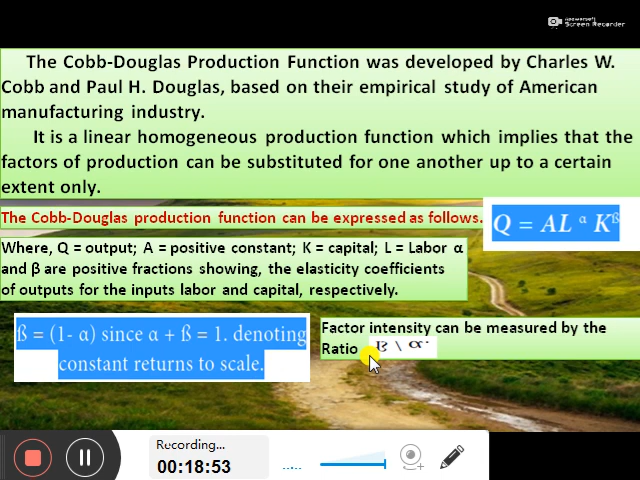 Apowersoft
Screen Recorder
The Cobb-Douglas Production Function was developed by Charles W.
Cobb and Paul H. Douglas, based on their empirical study of American
manufacturing industry.
It is a linear homogeneous production function which implies that the
factors of production can be substituted for one another up to a certain
extent only.
The Cobb-Douglas production function can be expressed as follows.
Q = AL^α K^ß
Where, Q = output; A = positive constant; K = capital; L = Labor α
and β are positive fractions showing, the elasticity coefficients
of outputs for the inputs labor and capital, respectively.
ß = (1- α) since α + ß = 1. denoting
constant returns to scale.
Factor intensity can be measured by the
Ratio ß \ α.
Recording...
00:18:53